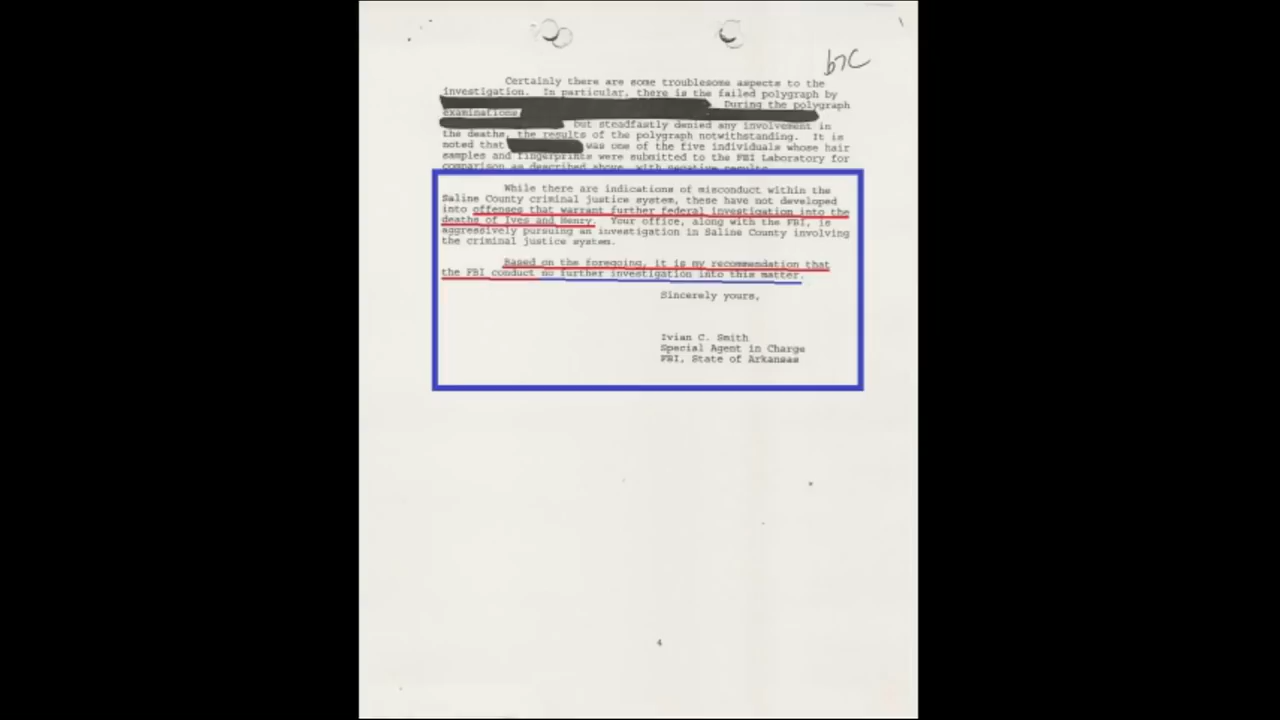 b7C
Certainly there are some troublesome aspects to the
investigation. In particular, there is the failed polygraph by
During the polygraph
examinations
but steadfastly denied any involvement in
the deaths, the results of the polygraph notwithstanding. It is
noted that was one of the five individuals whose hair
samples and fingerprints were submitted to the FBI Laboratory for
comparison as described above, with negative results.
While there are indications of misconduct within the
Saline County criminal justice system, these have not developed
into offenses that warrant further federal investigation into the
deaths of Ives and Henry. Your office, along with the FBI, is
aggressively pursuing an investigation in Saline County involving
the criminal justice system.
Based on the foregoing, it is my recommendation that
the FBI conduct no further investigation into this matter.
Sincerely yours,
Ivian C. Smith
Special Agent in Charge
FBI, State of Arkansas
4